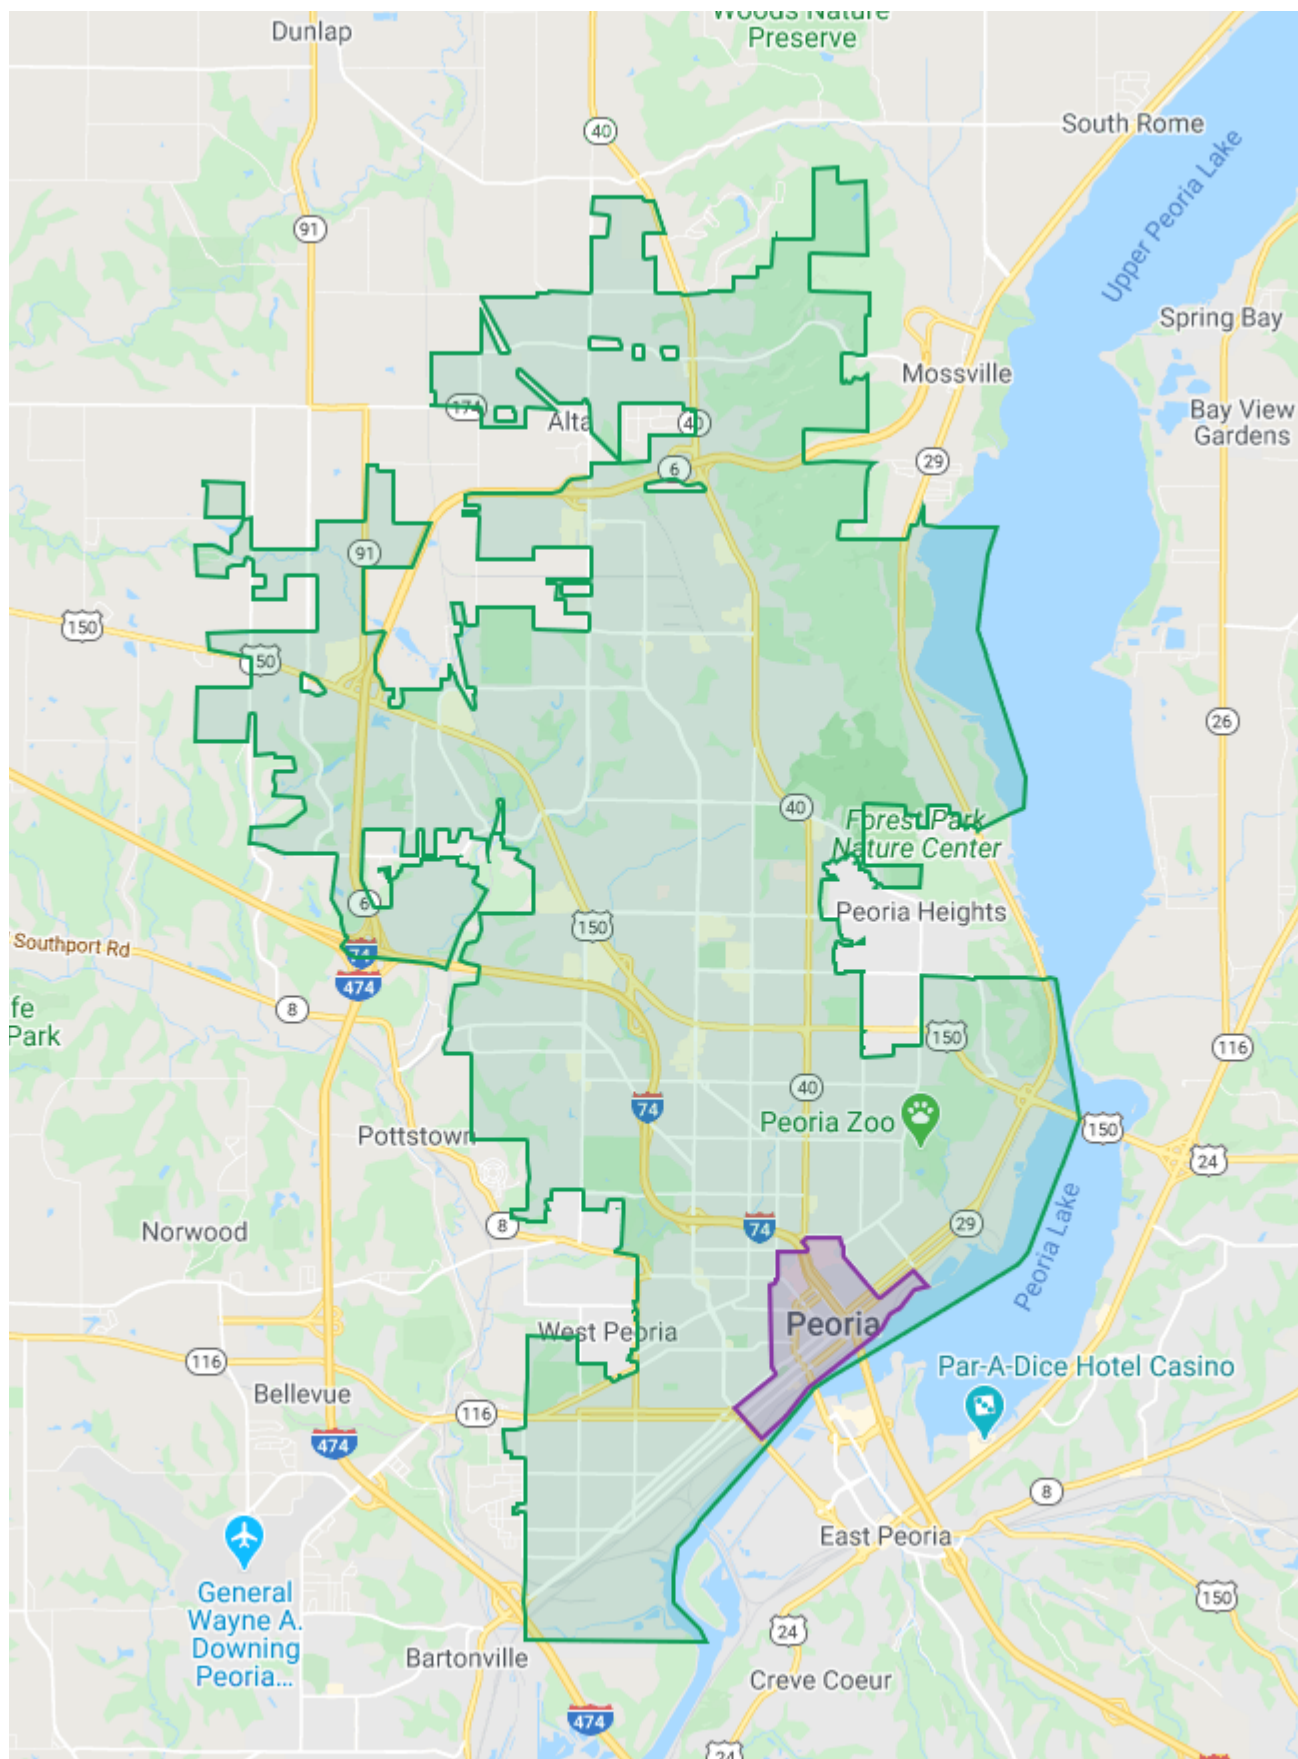 Woods Nature
Preserve
Dunlap
40
South Rome
Upper Peoria Lake
91
Spring Bay
Mossville
174
Alta
40
Bay View
Gardens
6
29
91
150
150
26
40
Forest Park
Nature Center
6
Peoria Heights
150
Southport Rd
74
474
8
fe
Park
150
116
40
74
Peoria Zoo
Pottstown
150
24
Peoria Lake
Norwood
8
74
29
West Peoria
Peoria
116
Par-A-Dice Hotel Casino
Bellevue
116
474
8
East Peoria
General
Wayne A.
Downing
Peoria...
150
24
Bartonville
Creve Coeur
474
24